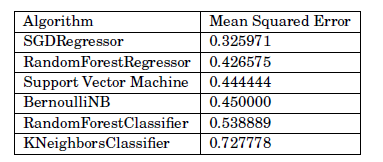 Algorithm Mean Squared Error
SGDRegressor 0.325971
RandomForestRegressor 0.426575
Support Vector Machine 0.444444
BernoulliNB 0.450000
RandomForestClassifier 0.538889
KNeighborsClassifier 0.727778